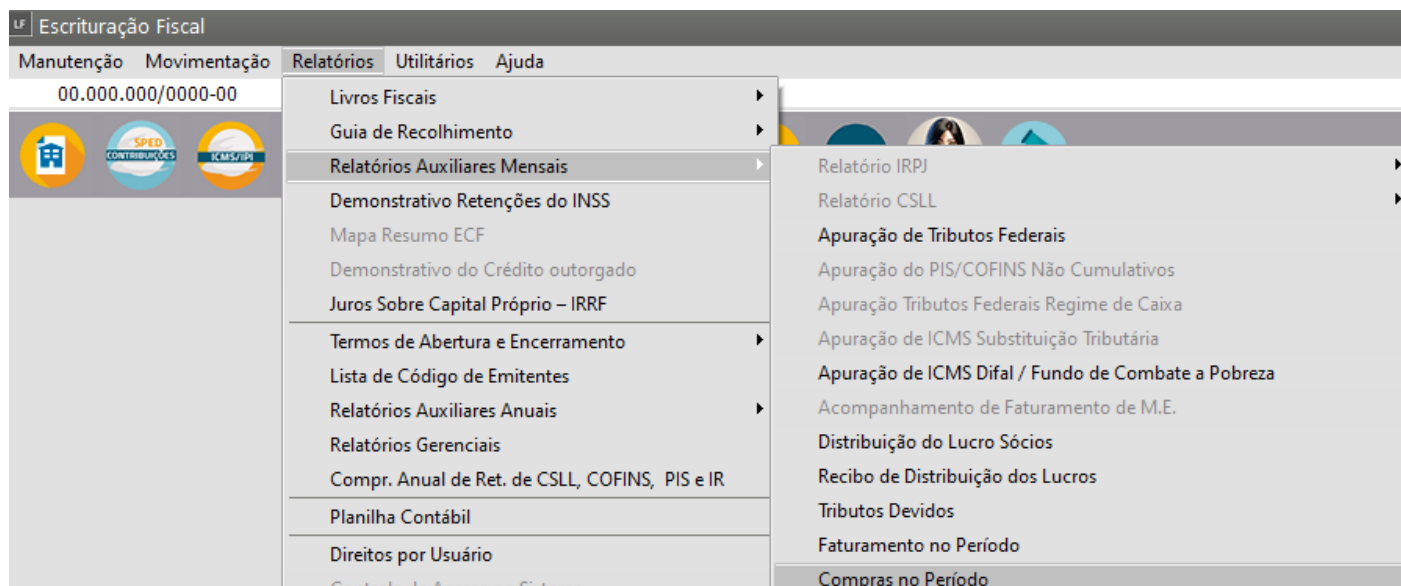 LF Escrituração Fiscal
Manutenção Movimentação Relatórios Utilitários Ajuda
00.000.000/0000-00
SPED
CONTRIBUIÇÕES
ICMS/IPI
Livros Fiscais
Guia de Recolhimento
Relatórios Auxiliares Mensais
Demonstrativo Retenções do INSS
Mapa Resumo ECF
Demonstrativo do Crédito outorgado
Juros Sobre Capital Próprio – IRRF
Termos de Abertura e Encerramento
Lista de Código de Emitentes
Relatórios Auxiliares Anuais
Relatórios Gerenciais
Compr. Anual de Ret. de CSLL, COFINS, PIS e IR
Planilha Contábil
Direitos por Usuário
Relatório IRPJ
Relatório CSLL
Apuração de Tributos Federais
Apuração do PIS/COFINS Não Cumulativos
Apuração Tributos Federais Regime de Caixa
Apuração de ICMS Substituição Tributária
Apuração de ICMS Difal / Fundo de Combate a Pobreza
Acompanhamento de Faturamento de M.E.
Distribuição do Lucro Sócios
Recibo de Distribuição dos Lucros
Tributos Devidos
Faturamento no Período
Compras no Período